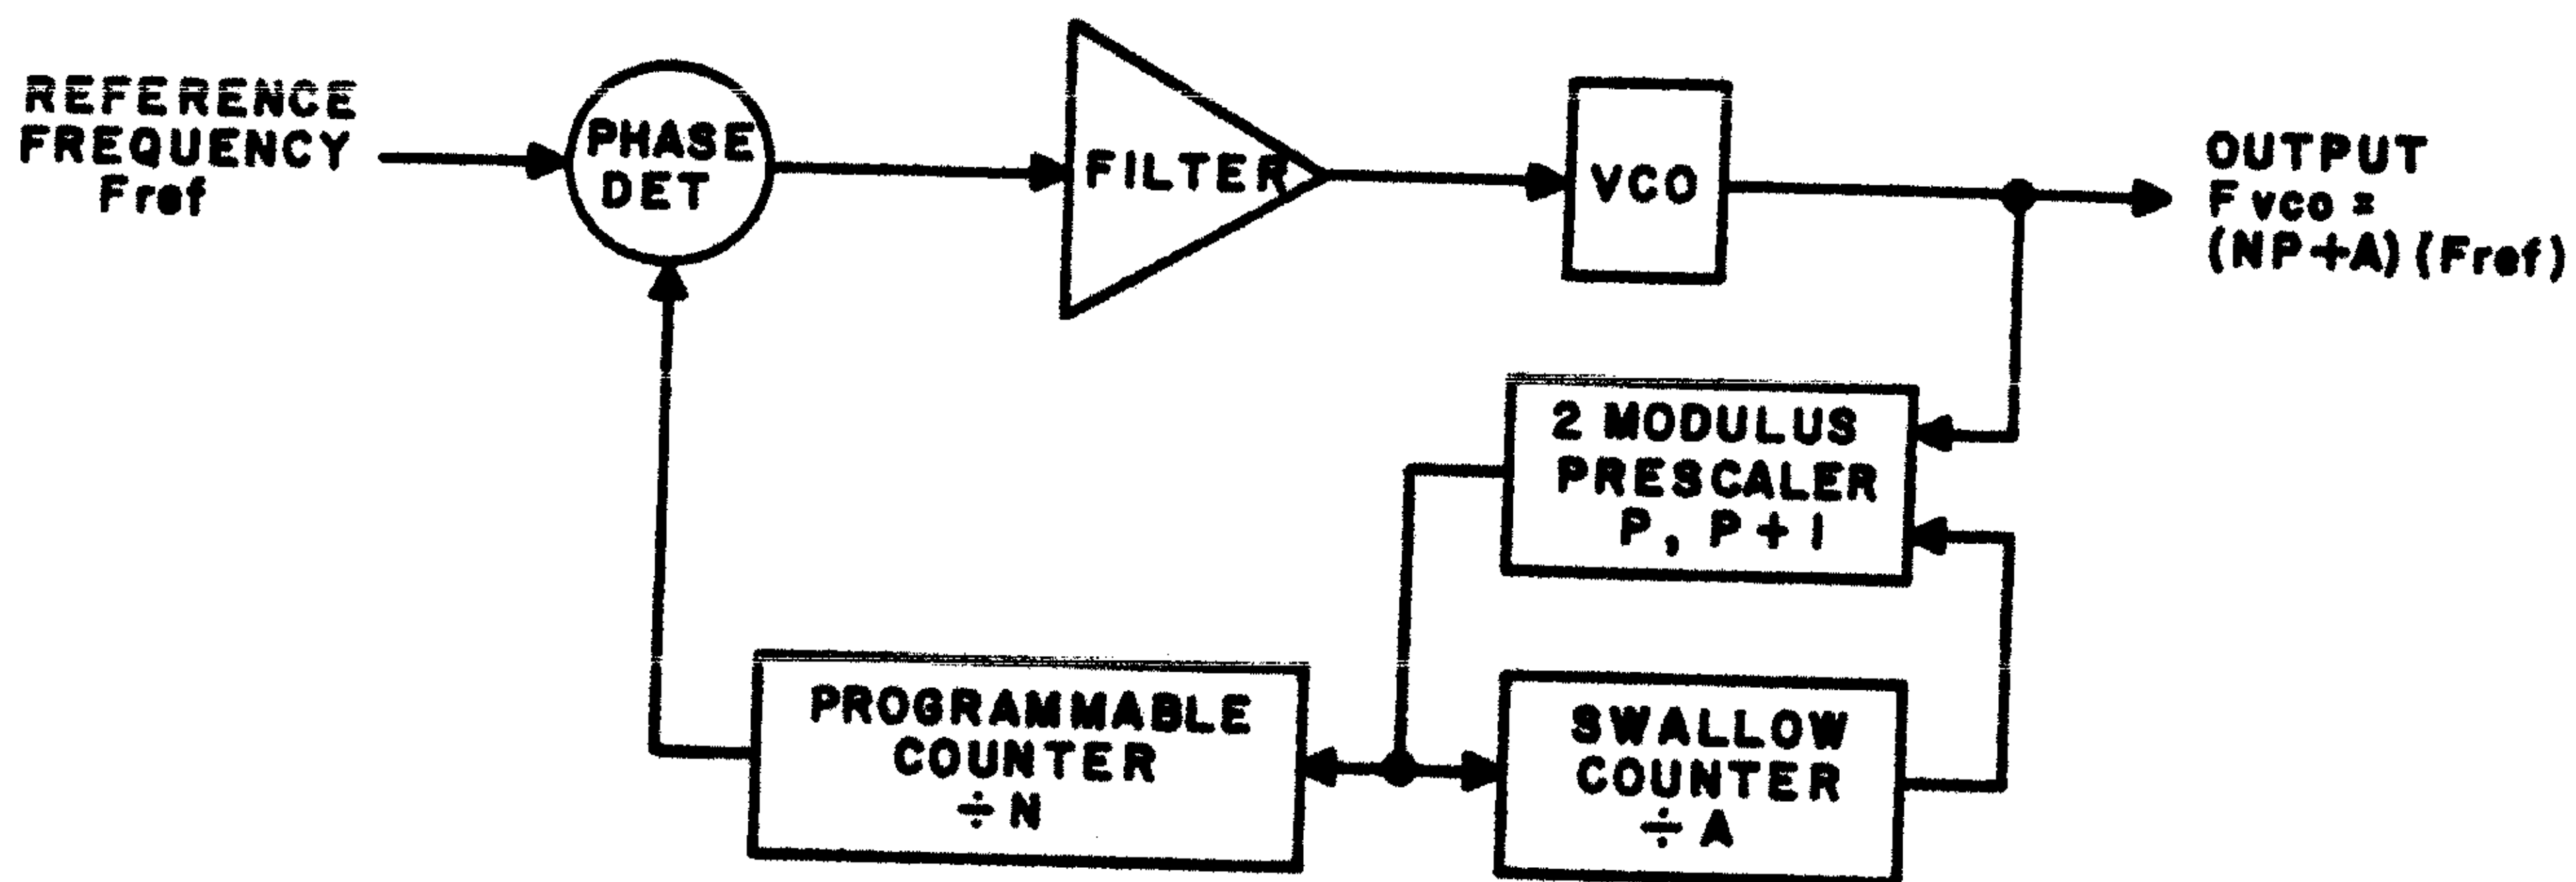 REFERENCE
FREQUENCY
Fref
PHASE
DET
FILTER
VCO
OUTPUT
F vco =
(NP+A)(Fref)
2 MODULUS
PRESCALER
P, P+1
PROGRAMMABLE
COUNTER
÷ N
SWALLOW
COUNTER
÷ A